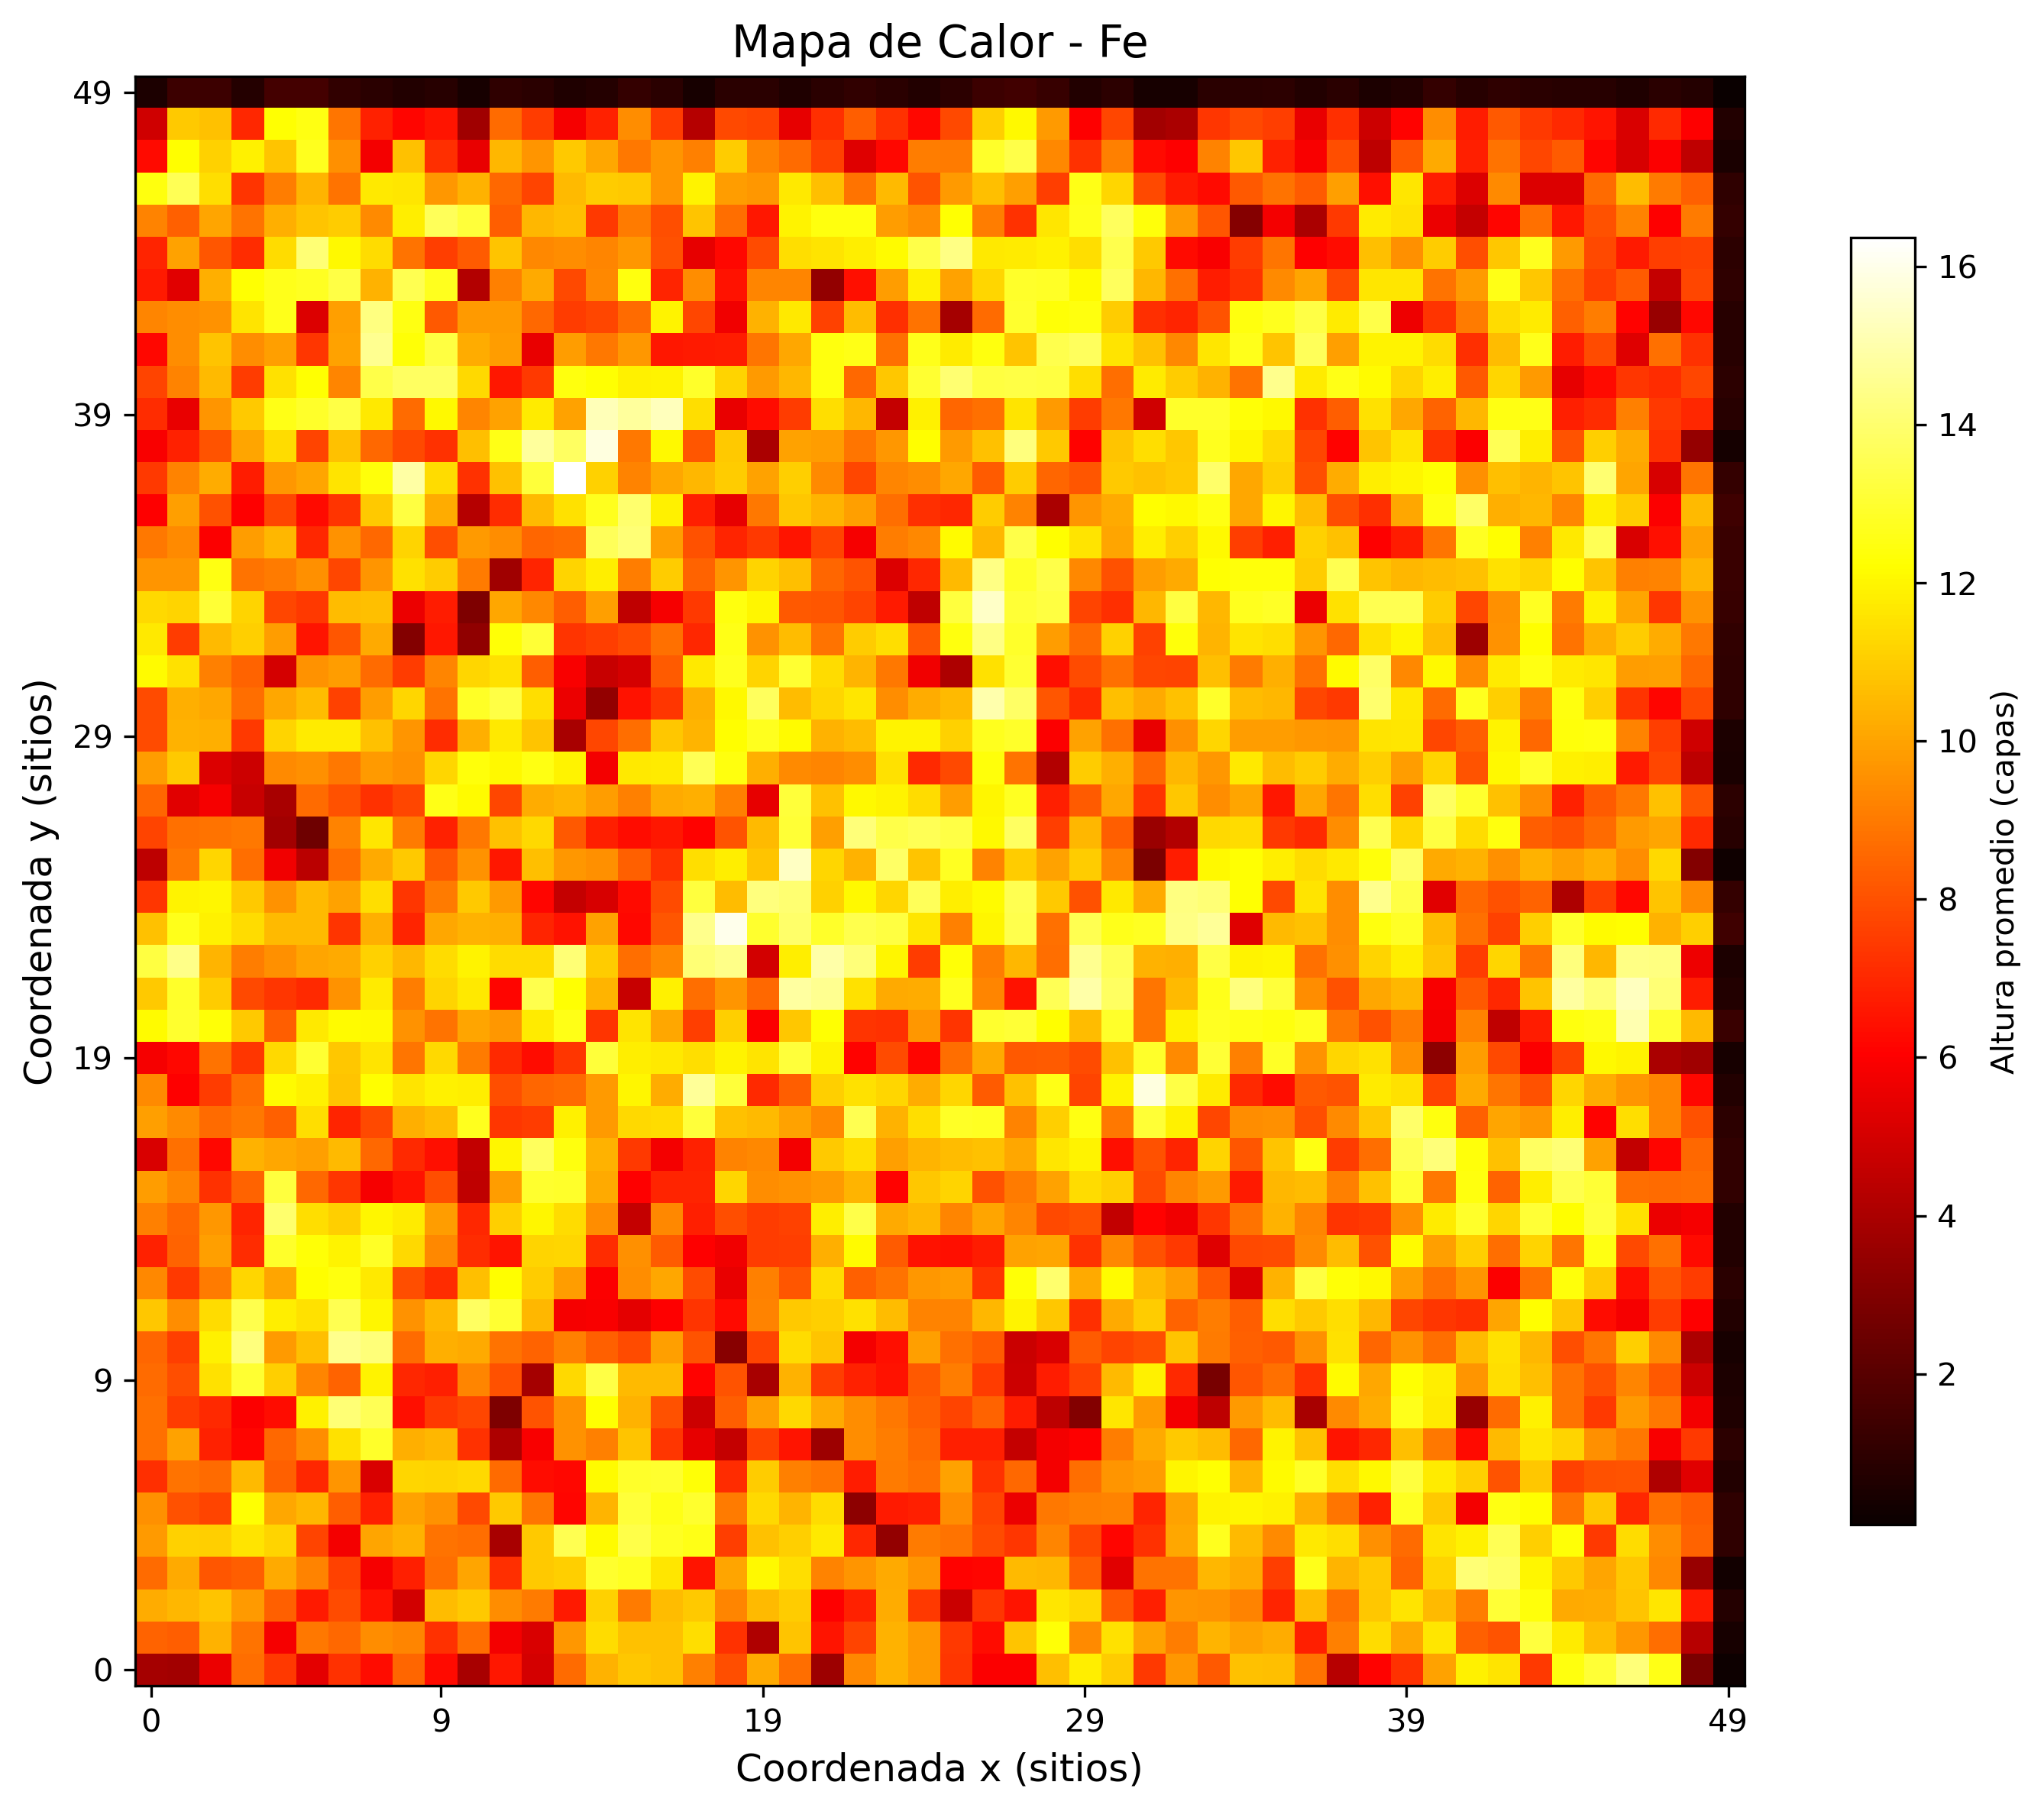 Mapa de Calor - Fe
Coordenada y (sitios)
49
39
29
19
9
0
0 9 19 29 39 49
Coordenada x (sitios)
16
14
12
10
8
6
4
2
Altura promedio (capas)